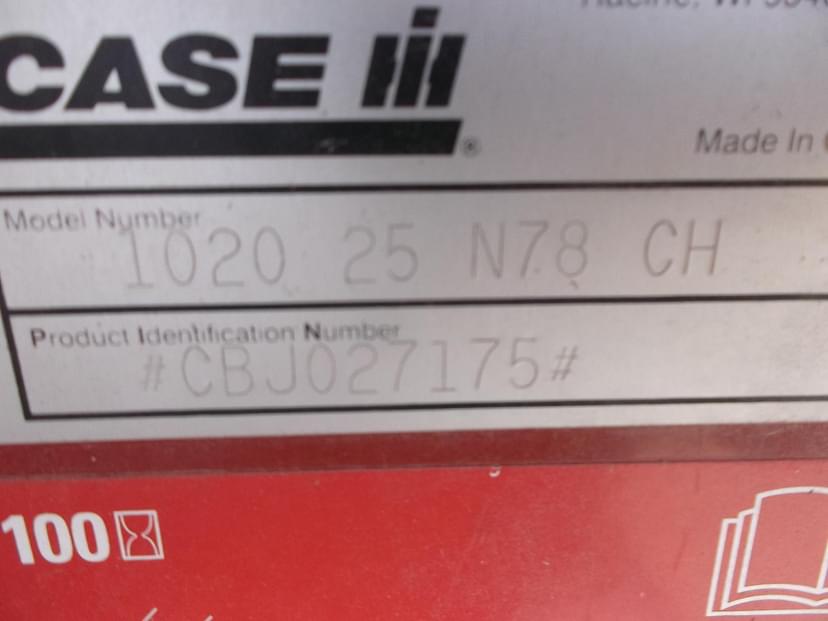 CASE IH
®
Made In
Model Number
1020 25 N78 CH
Product Identification Number
#CBJ027175#
100